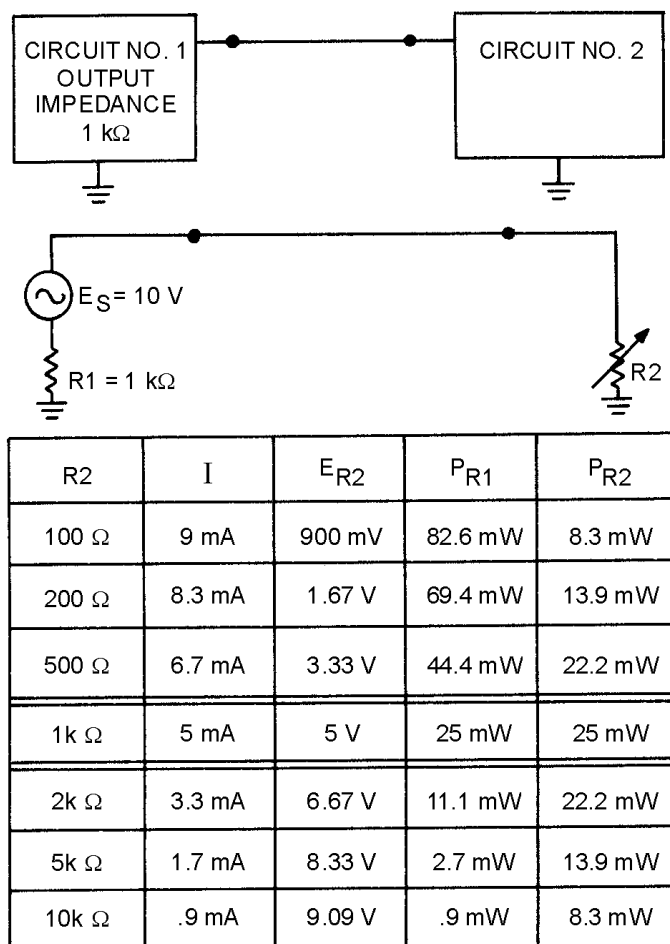 CIRCUIT NO. 1
OUTPUT
IMPEDANCE
1 kΩ
CIRCUIT NO. 2
ES = 10 V
R1 = 1 kΩ
R2
R2 I ER2 PR1 PR2
100 Ω 9 mA 900 mV 82.6 mW 8.3 mW
200 Ω 8.3 mA 1.67 V 69.4 mW 13.9 mW
500 Ω 6.7 mA 3.33 V 44.4 mW 22.2 mW
1k Ω 5 mA 5 V 25 mW 25 mW
2k Ω 3.3 mA 6.67 V 11.1 mW 22.2 mW
5k Ω 1.7 mA 8.33 V 2.7 mW 13.9 mW
10k Ω .9 mA 9.09 V .9 mW 8.3 mW